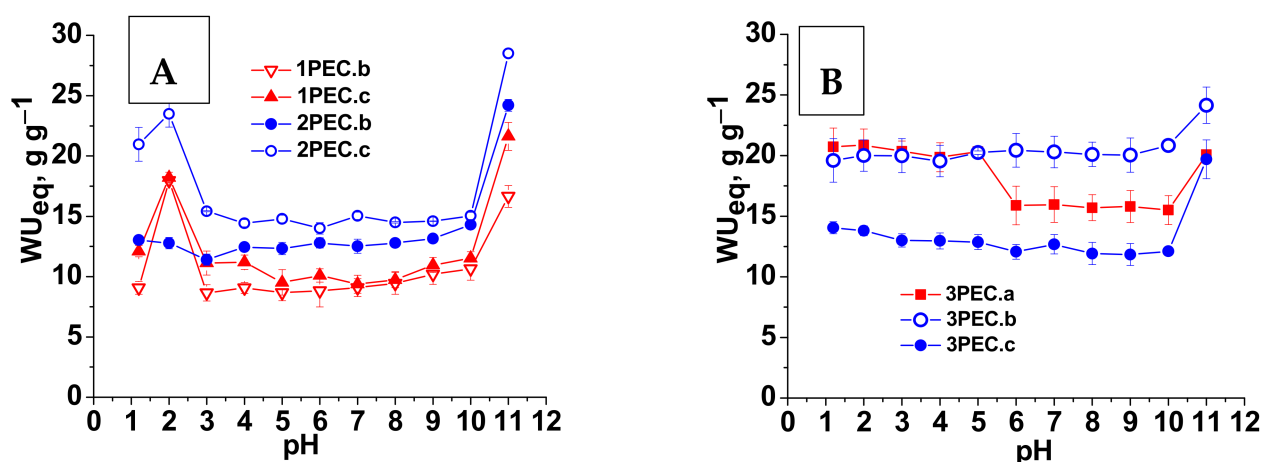 A
30
25
20
15
10
5
0
WUeq, g g–1
1PEC.b
1PEC.c
2PEC.b
2PEC.c
0 1 2 3 4 5 6 7 8 9 10 11 12
pH
B
30
25
20
15
10
5
0
WUeq, g g–1
3PEC.a
3PEC.b
3PEC.c
0 1 2 3 4 5 6 7 8 9 10 11 12
pH